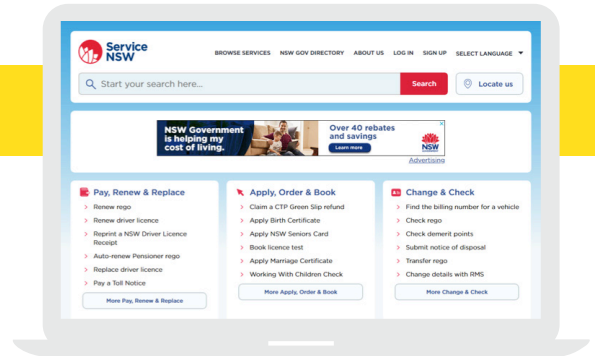 Service
NSW
BROWSE SERVICES NSW GOV DIRECTORY ABOUT US LOG IN SIGN UP SELECT LANGUAGE
Start your search here...
Search
Locate us
NSW Government
is helping my
cost of living.
Over 40 rebates
and savings
Learn more
NSW
Advertising
Pay, Renew & Replace
Renew rego
Renew driver licence
Reprint a NSW Driver Licence
Receipt
Auto-renew Pensioner rego
Replace driver licence
Pay a Toll Notice
More Pay, Renew & Replace
Apply, Order & Book
Claim a CTP Green Slip refund
Apply Birth Certificate
Apply NSW Seniors Card
Book licence test
Apply Marriage Certificate
Working With Children Check
More Apply, Order & Book
Change & Check
Find the billing number for a vehicle
Check rego
Check demerit points
Submit notice of disposal
Transfer rego
Change details with RMS
More Change & Check